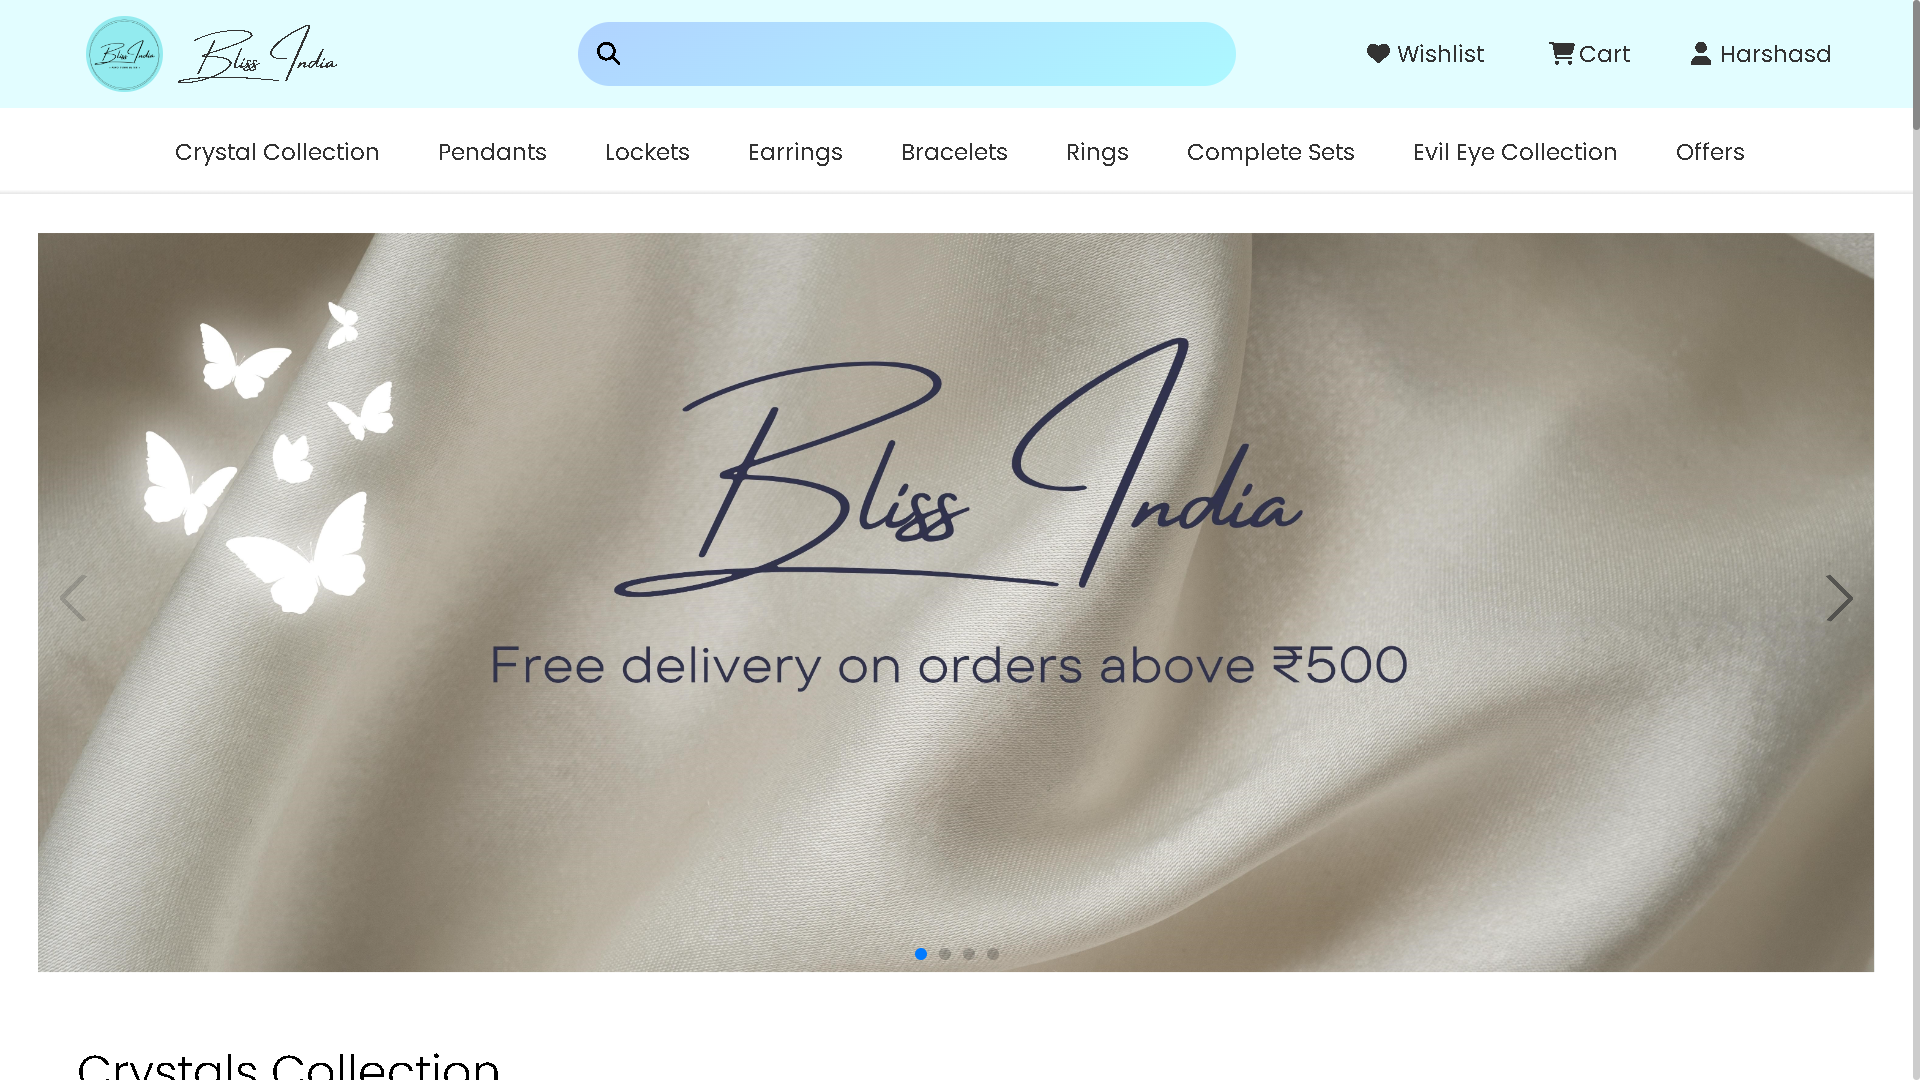 Bliss India
Bliss India
Wishlist
Cart
Harshasd
Crystal Collection
Pendants
Lockets
Earrings
Bracelets
Rings
Complete Sets
Evil Eye Collection
Offers
Bliss India
Free delivery on orders above ₹500
Crystals Collection